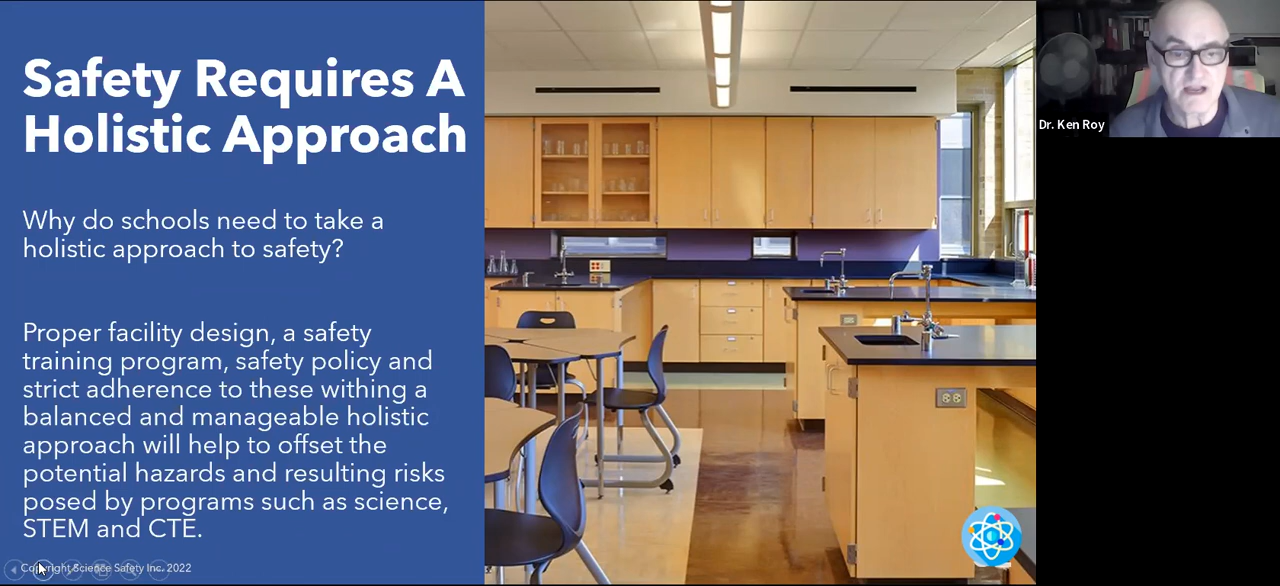 Safety Requires A
Holistic Approach
Why do schools need to take a
holistic approach to safety?
Proper facility design, a safety
training program, safety policy and
strict adherence to these withing a
balanced and manageable holistic
approach will help to offset the
potential hazards and resulting risks
posed by programs such as science,
STEM and CTE.
Copyright Science Safety Inc. 2022
Dr. Ken Roy